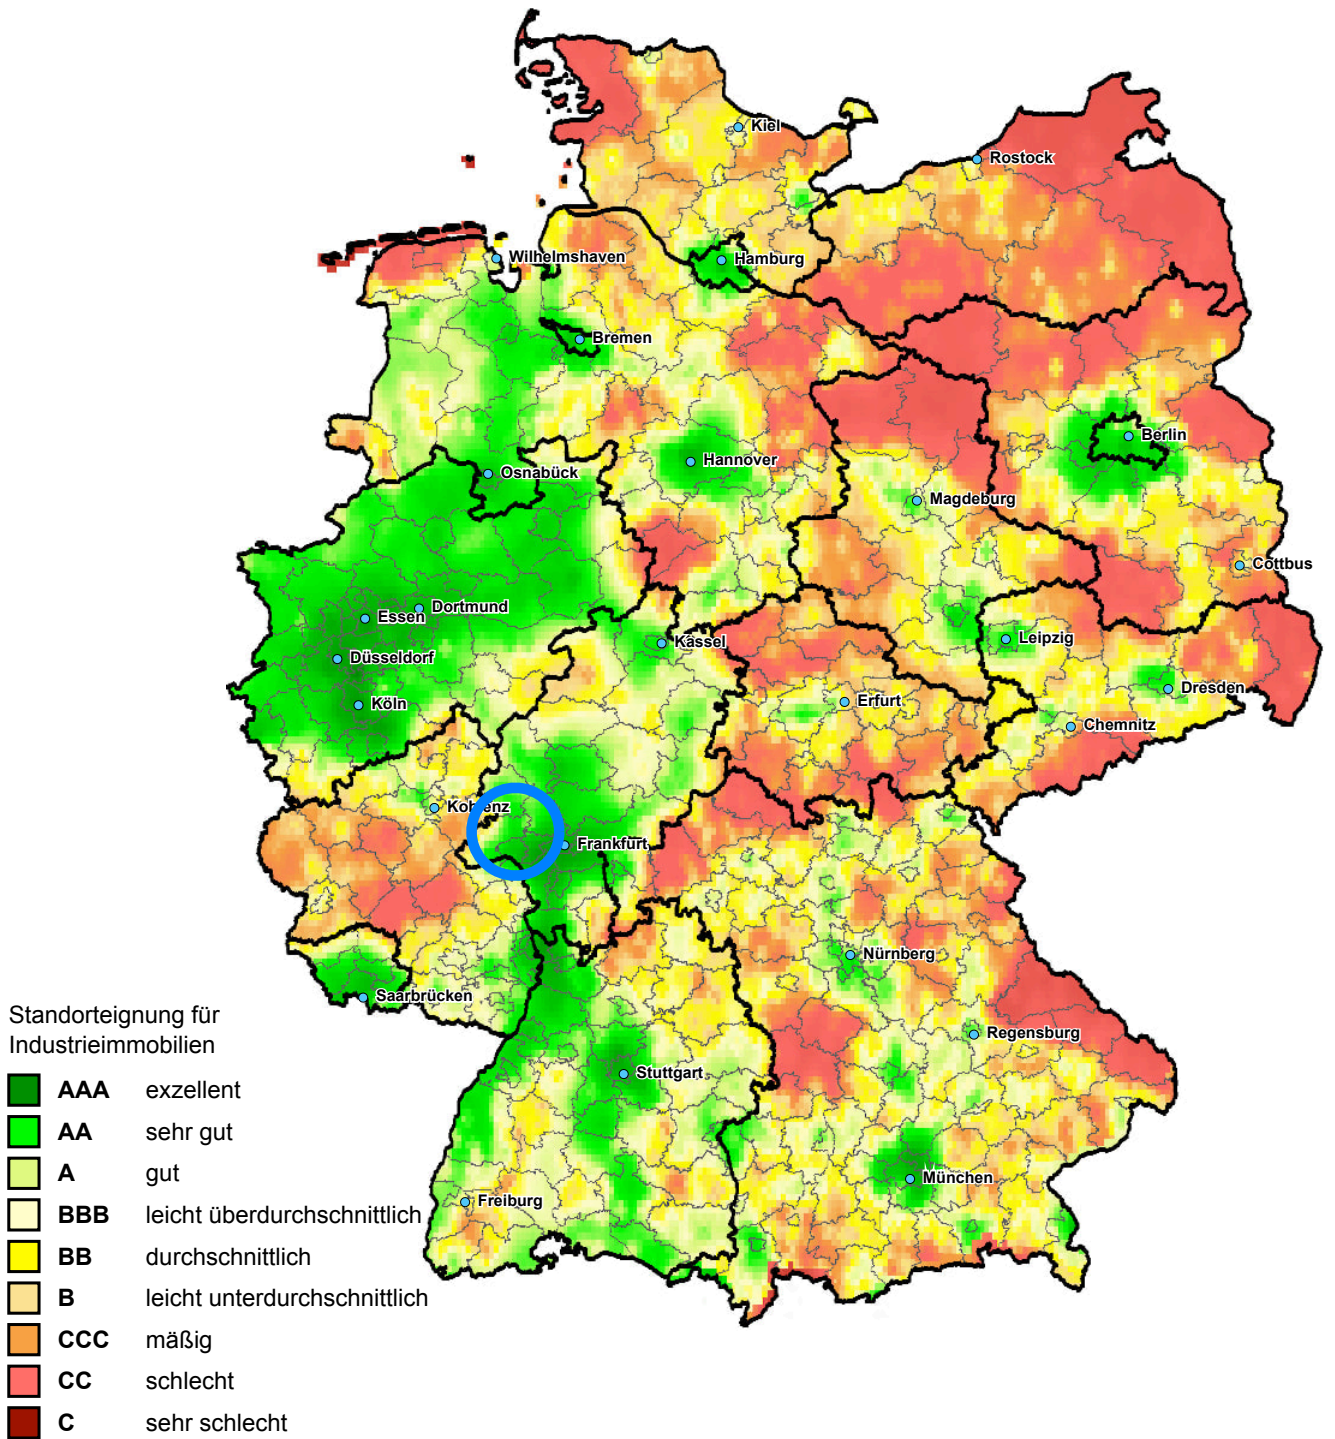 Kiel
Rostock
Wilhelmshaven
Hamburg
Bremen
Berlin
Hannover
Osnabück
Magdeburg
Cottbus
Dortmund
Essen
Leipzig
Kassel
Düsseldorf
Dresden
Köln
Erfurt
Chemnitz
Koblenz
Frankfurt
Nürnberg
Saarbrücken
Regensburg
Stuttgart
München
Freiburg
Standorteignung für
Industrieimmobilien
AAA exzellent
AA sehr gut
A gut
BBB leicht überdurchschnittlich
BB durchschnittlich
B leicht unterdurchschnittlich
CCC mäßig
CC schlecht
C sehr schlecht